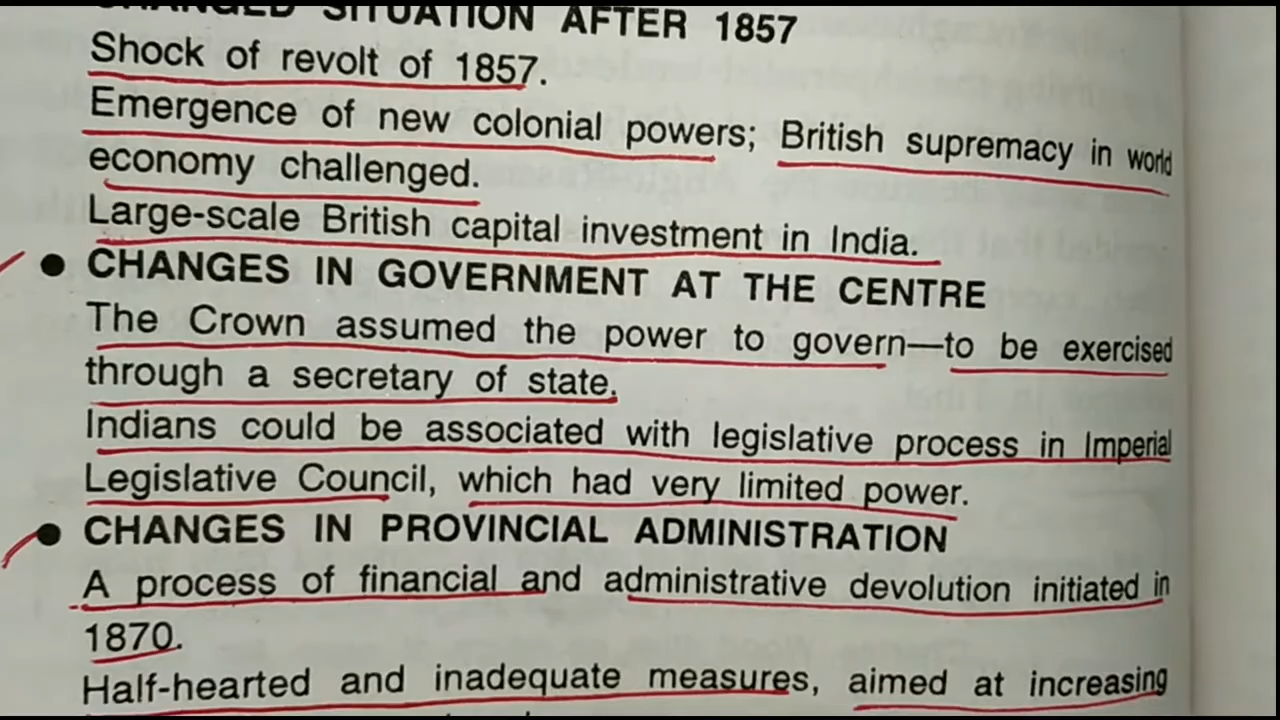 CHANGED SITUATION AFTER 1857
Shock of revolt of 1857.
Emergence of new colonial powers; British supremacy in world
economy challenged.
Large-scale British capital investment in India.
● CHANGES IN GOVERNMENT AT THE CENTRE
The Crown assumed the power to govern—to be exercised
through a secretary of state.
Indians could be associated with legislative process in Imperial
Legislative Council, which had very limited power.
● CHANGES IN PROVINCIAL ADMINISTRATION
A process of financial and administrative devolution initiated in
1870.
Half-hearted and inadequate measures, aimed at increasing